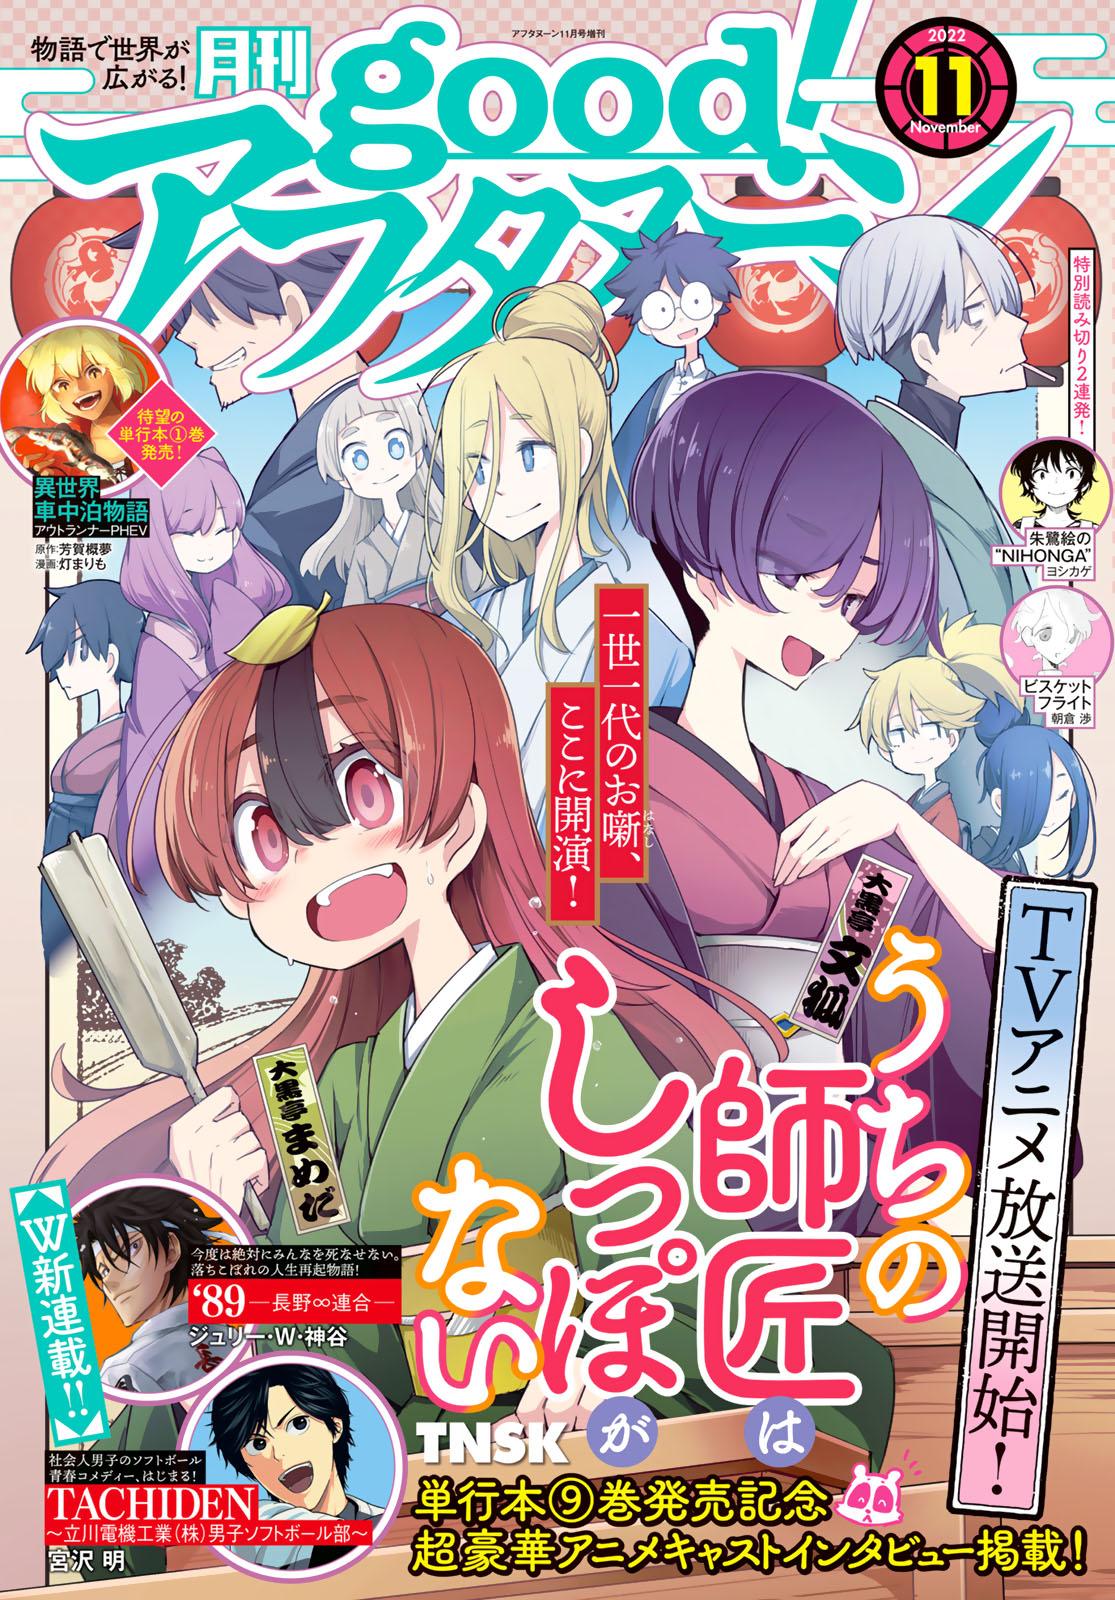 アフタヌーン11月号増刊
物語で世界が
広がる!
月刊
good!
アフタヌーン
2022
11
November
特別読み切り2連発!
待望の
単行本①巻
発売!
異世界
車中泊物語
アウトランナーPHEV
原作:芳賀概夢
漫画:灯まりも
朱鷺絵の
“NIHONGA”
ヨシカゲ
ビスケット
フライト
朝倉 渉
一世一代のお噺、
はなし
ここに開演!
大黒亭 文狐
大黒亭 まめだ
TVアニメ放送開始!
うちの
師匠は
しっぽが
ない
TNSK
単行本⑨巻発売記念
超豪華アニメキャストインタビュー掲載!
W新連載!!
今度は絶対にみんなを死なせない。
落ちこぼれの人生再起物語!
‘89―長野∞連合―
ジュリー・W・神谷
社会人男子のソフトボール
青春コメディー、はじまる!
TACHIDEN
~立川電機工業(株)男子ソフトボール部~
宮沢 明